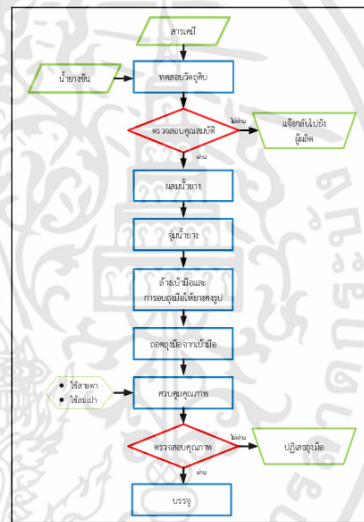 สารเคมี
น้ำยางข้น
ทดสอบวัตถุดิบ
ตรวจสอบคุณสมบัติ
ไม่ผ่าน
แจ้งกลับไปยัง
ผู้ผลิต
ผ่าน
ผสมน้ำยาง
จุ่มน้ำยาง
ล้างเบ้ามือและ
การอบถุงมือให้ยางคงรูป
ถอดถุงมือจากเบ้ามือ
• ใช้สายตา
• ใช้ลมเป่า
ควบคุมคุณภาพ
ตรวจสอบคุณภาพ
ไม่ผ่าน
ปฏิเสธถุงมือ
ผ่าน
บรรจุ